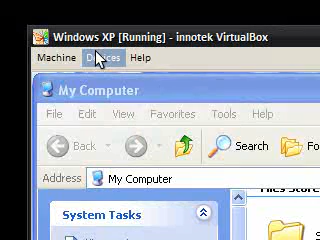 Windows XP [Running] - innotek VirtualBox
Machine Devices Help
My Computer
File Edit View Favorites Tools Help
Back Search
Address My Computer
Files Store
System Tasks